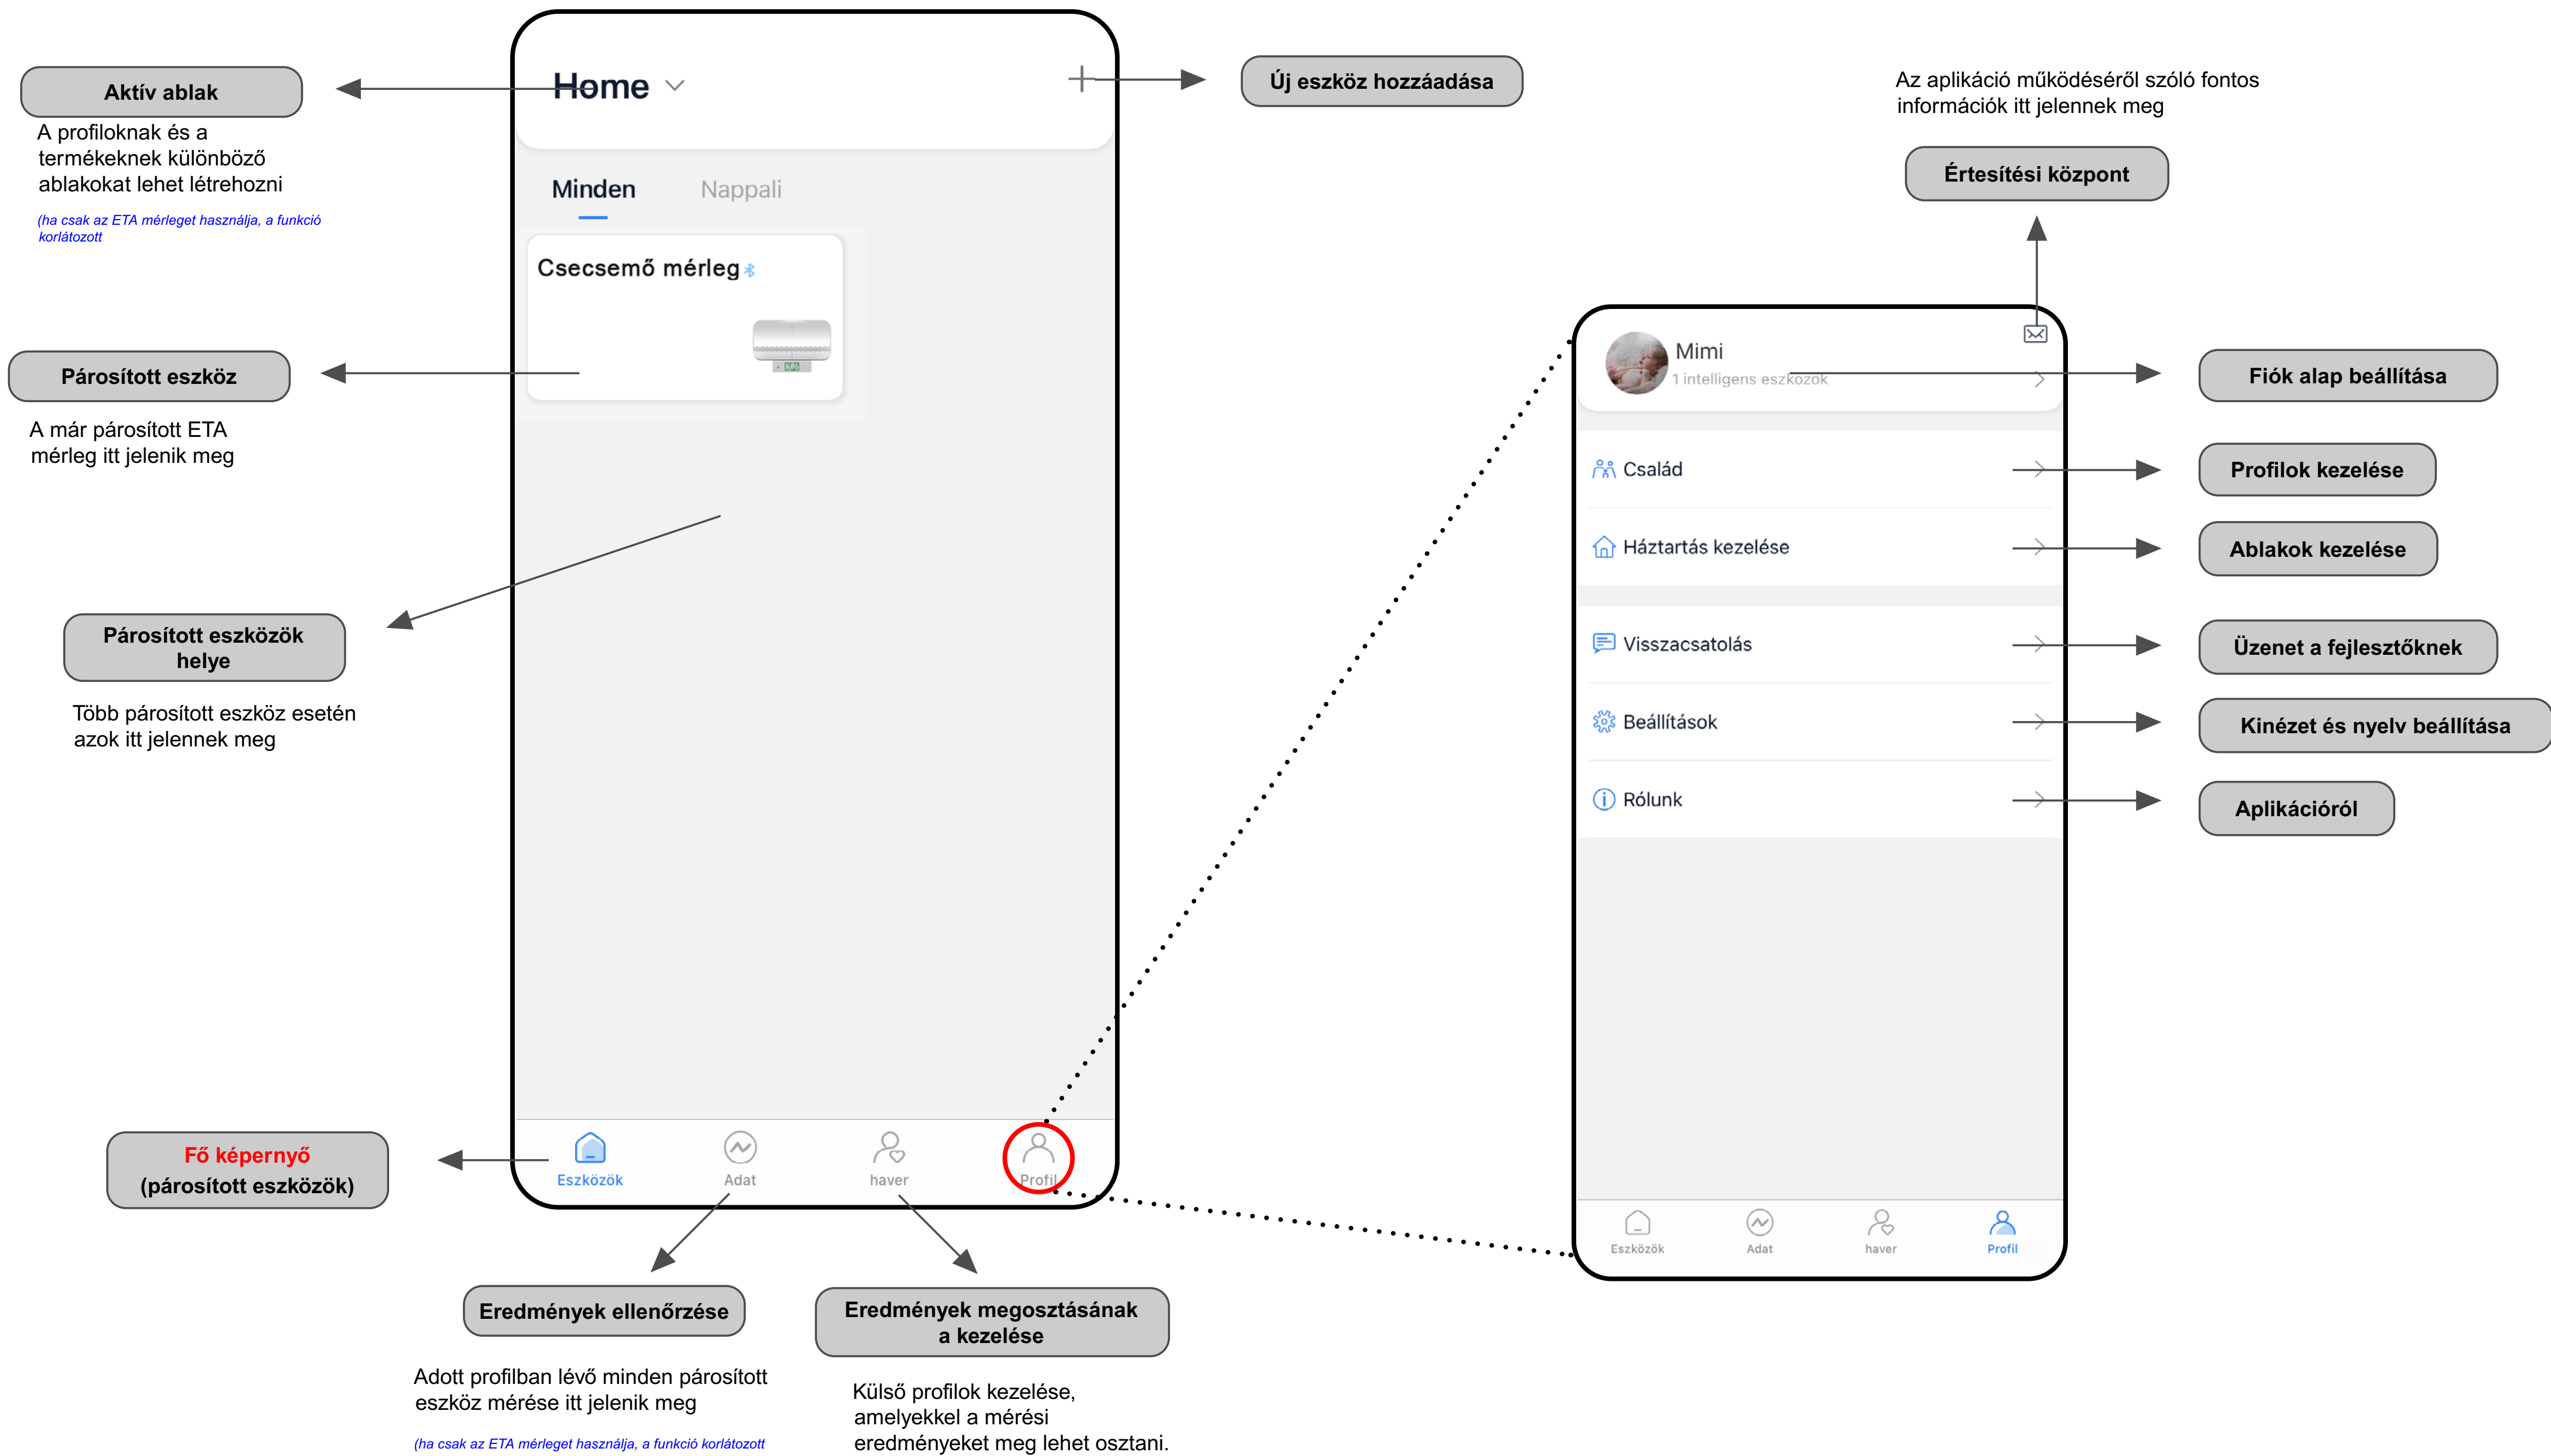 Aktív ablak
A profiloknak és a
termékeknek különböző
ablakokat lehet létrehozni
(ha csak az ETA mérleget használja, a funkció
korlátozott
Párosított eszköz
A már párosított ETA
mérleg itt jelenik meg
Párosított eszközök
helye
Több párosított eszköz esetén
azok itt jelennek meg
Fő képernyő
(párosított eszközök)
Home
Új eszköz hozzáadása
Minden
Nappali
Csecsemő mérleg
Eszközök
Adat
haver
Profil
Eredmények ellenőrzése
Adott profilban lévő minden párosított
eszköz mérése itt jelenik meg
(ha csak az ETA mérleget használja, a funkció korlátozott
Eredmények megosztásának
a kezelése
Külső profilok kezelése,
amelyekkel a mérési
eredményeket meg lehet osztani.
Az aplikáció működéséről szóló fontos
információk itt jelennek meg
Értesítési központ
Mimi
1 intelligens eszközök
Fiók alap beállítása
Család
Profilok kezelése
Háztartás kezelése
Ablakok kezelése
Visszacsatolás
Üzenet a fejlesztőknek
Beállítások
Kinézet és nyelv beállítása
Rólunk
Aplikációról
Eszközök
Adat
haver
Profil